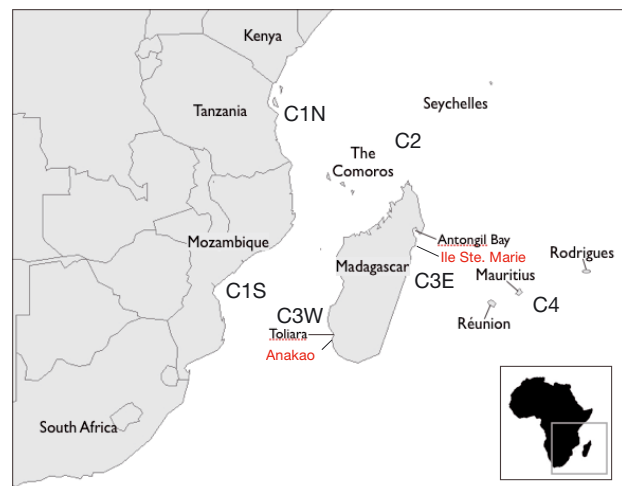 Kenya
Tanzania
C1N
Seychelles
C2
The
Comoros
Antongil Bay
Ile Ste. Marie
Rodrigues
Mozambique
Madagascar
C3E
Mauritius
C1S
C4
C3W
Réunion
Toliara
Anakao
South Africa